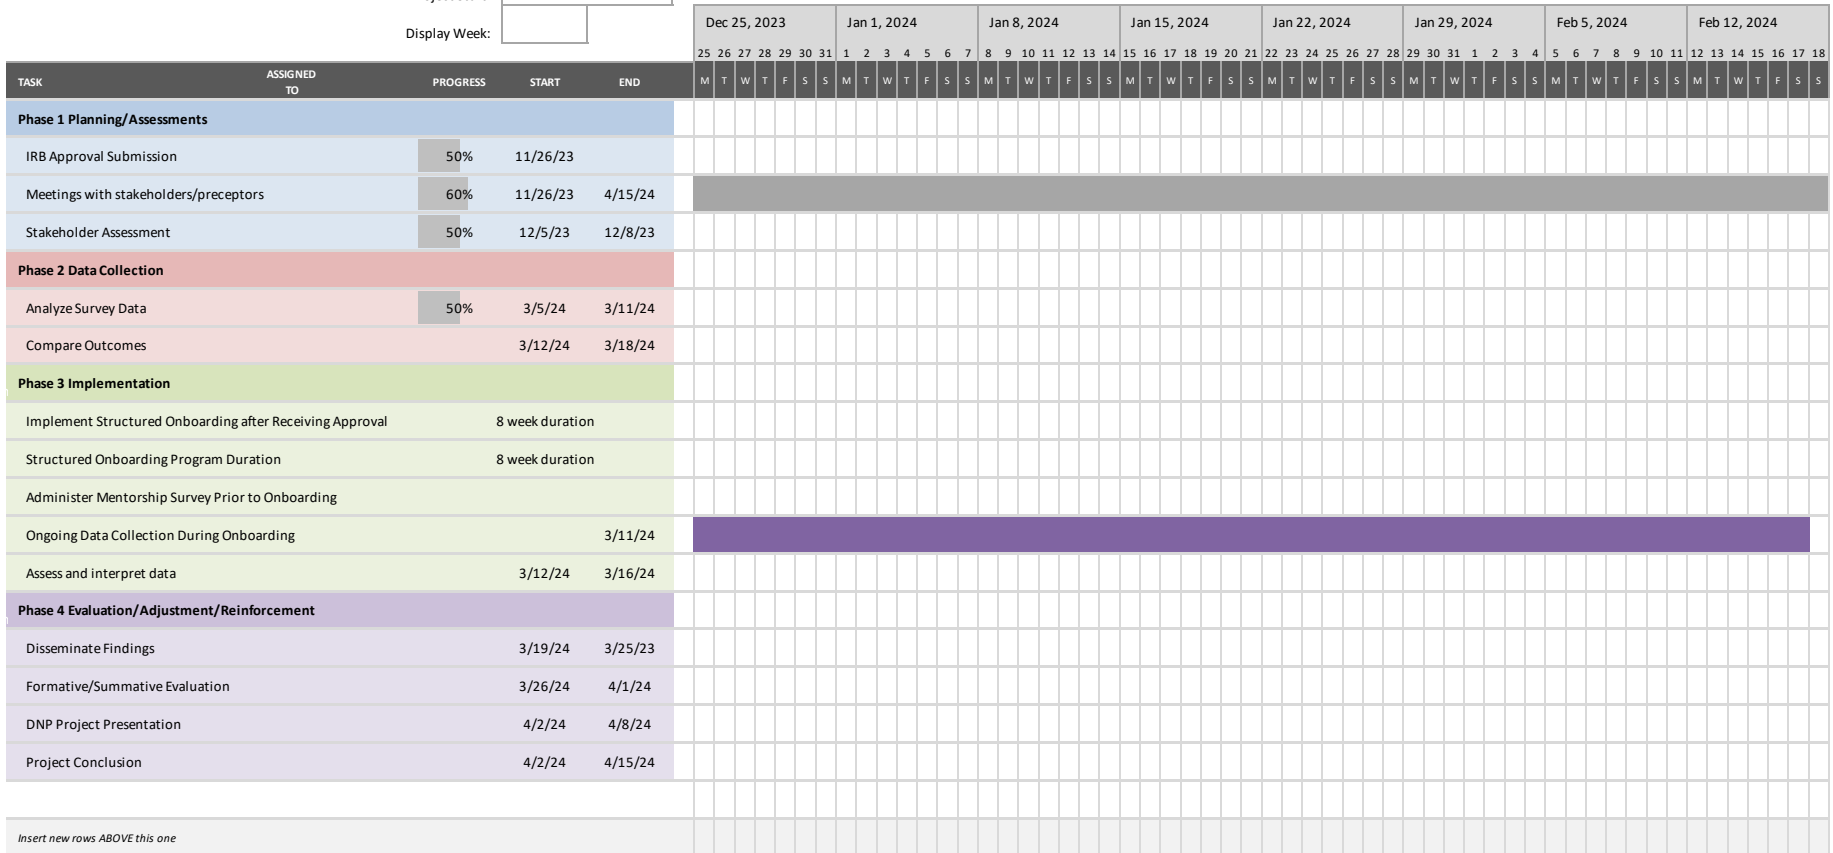 Display Week:
Dec 25, 2023 Jan 1, 2024 Jan 8, 2024 Jan 15, 2024 Jan 22, 2024 Jan 29, 2024 Feb 5, 2024 Feb 12, 2024
25 26 27 28 29 30 31 1 2 3 4 5 6 7 8 9 10 11 12 13 14 15 16 17 18 19 20 21 22 23 24 25 26 27 28 29 30 31 1 2 3 4 5 6 7 8 9 10 11 12 13 14 15 16 17 18
TASK ASSIGNED TO PROGRESS START END M T W T F S S M T W T F S S M T W T F S S M T W T F S S M T W T F S S M T W T F S S M T W T F S S M T W T F S S
Phase 1 Planning/Assessments
IRB Approval Submission 50% 11/26/23
Meetings with stakeholders/preceptors 60% 11/26/23 4/15/24
Stakeholder Assessment 50% 12/5/23 12/8/23
Phase 2 Data Collection
Analyze Survey Data 50% 3/5/24 3/11/24
Compare Outcomes 3/12/24 3/18/24
Phase 3 Implementation
Implement Structured Onboarding after Receiving Approval 8 week duration
Structured Onboarding Program Duration 8 week duration
Administer Mentorship Survey Prior to Onboarding
Ongoing Data Collection During Onboarding 3/11/24
Assess and interpret data 3/12/24 3/16/24
Phase 4 Evaluation/Adjustment/Reinforcement
Disseminate Findings 3/19/24 3/25/23
Formative/Summative Evaluation 3/26/24 4/1/24
DNP Project Presentation 4/2/24 4/8/24
Project Conclusion 4/2/24 4/15/24
Insert new rows ABOVE this one